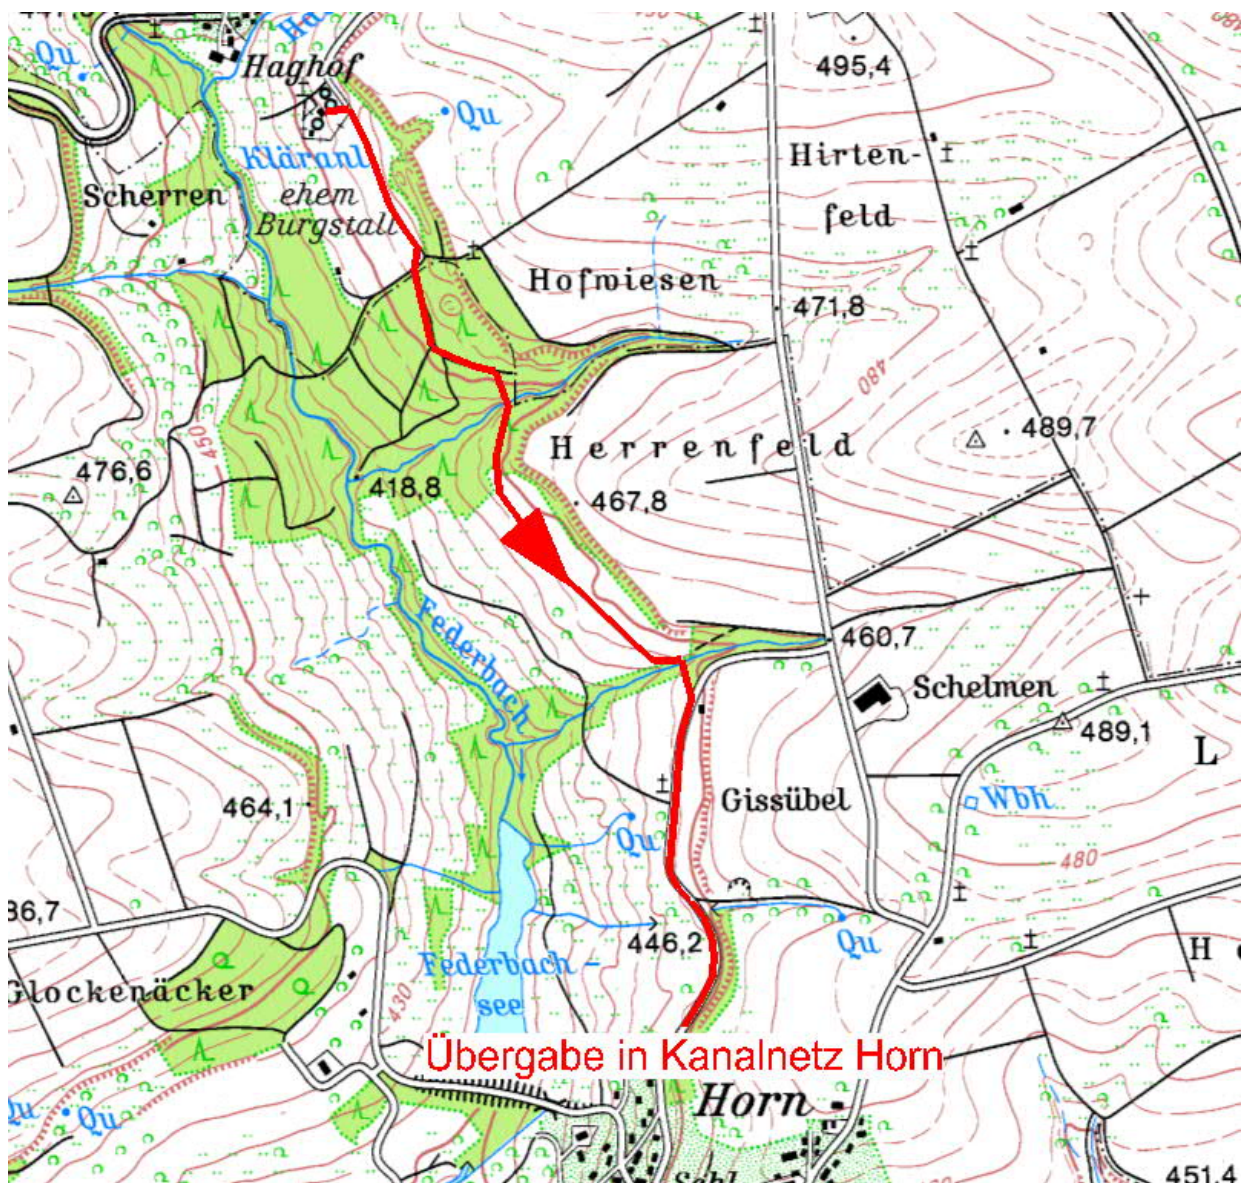 Qu
Haghof
495,4
Qu
Kläranl
Hirten-
feld
Scherren
ehem
Burgstall
Hofwiesen
471,8
480
450
489,7
Herrenfeld
476,6
418,8
467,8
Federbach
460,7
Schelmen
489,1
L
464,1
Gissübel
Wbh
Qu
480
36,7
446,2
Qu
Federbach-
see
Glockenäcker
430
Übergabe in Kanalnetz Horn
Horn
Qu
Qu
451,4